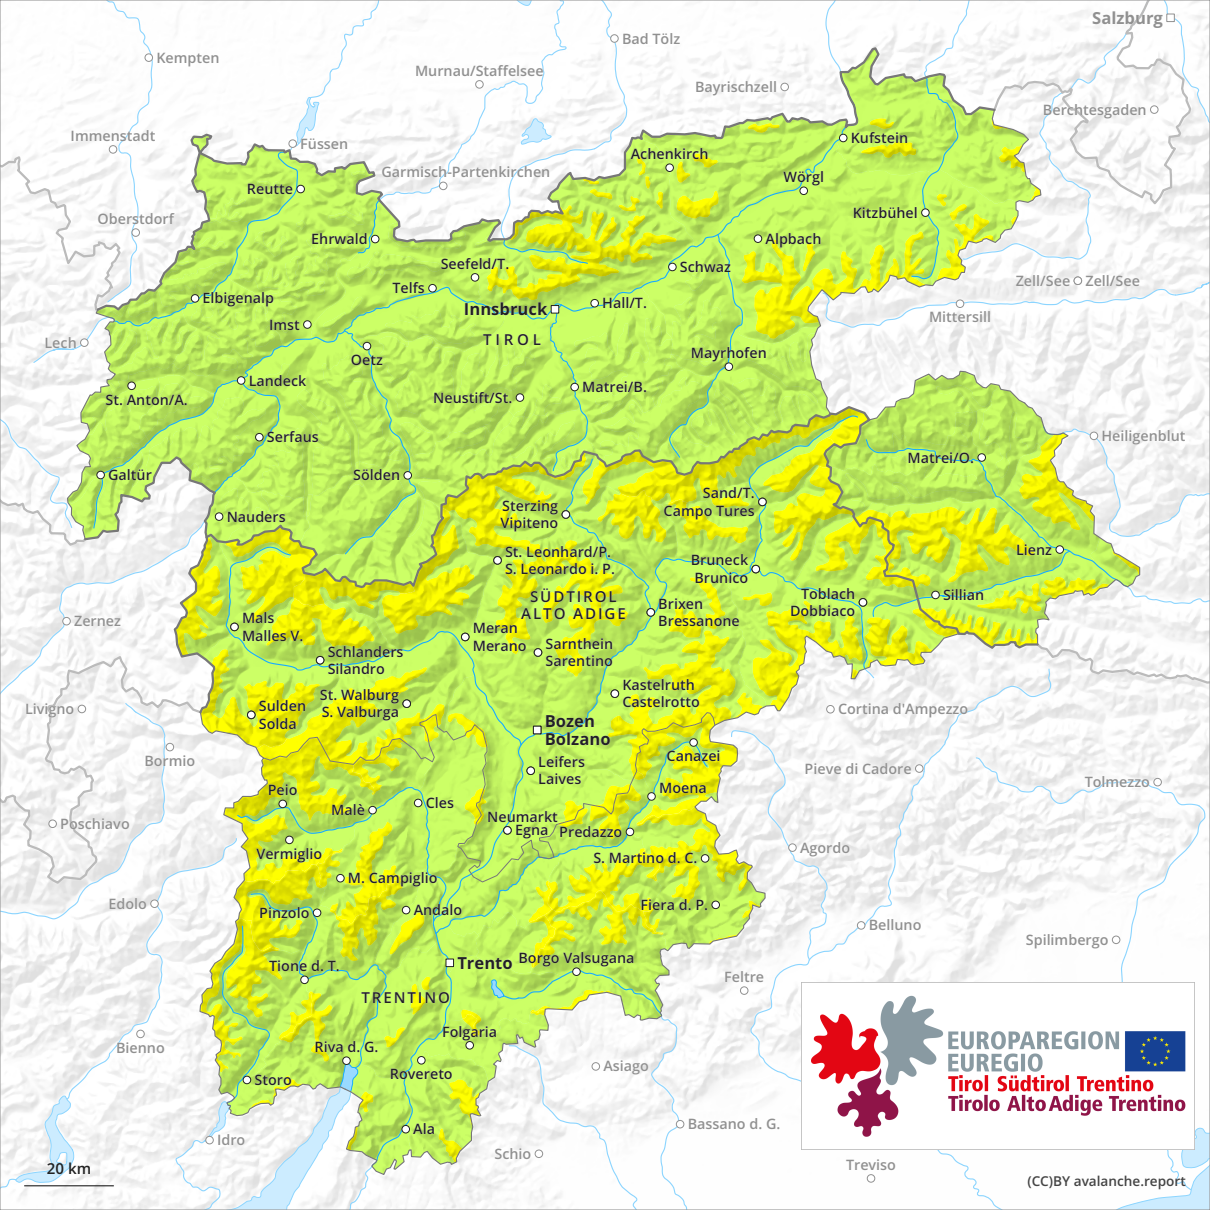 Salzburg
Bad Tölz
Kempten
Murnau/Staffelsee
Bayrischzell
Berchtesgaden
Immenstadt
Füssen
Kufstein
Achenkirch
Garmisch-Partenkirchen
Wörgl
Reutte
Oberstdorf
Kitzbühel
Ehrwald
Alpbach
Seefeld/T.
Schwaz
Zell/See
Zell/See
Telfs
Elbigenalp
Innsbruck
Hall/T.
Mittersill
Imst
TIROL
Lech
Oetz
Mayrhofen
Landeck
St. Anton/A.
Matrei/B.
Neustift/St.
Serfaus
Heiligenblut
Matrei/O.
Galtür
Sölden
Sand/T.
Campo Tures
Sterzing
Vipiteno
Nauders
St. Leonhard/P.
S. Leonardo i. P.
Lienz
Bruneck
Brunico
SÜDTIROL
ALTO ADIGE
Toblach
Dobbiaco
Sillian
Brixen
Bressanone
Zernez
Mals
Malles V.
Meran
Merano
Sarnthein
Sarentino
Schlanders
Silandro
Kastelruth
Castelrotto
St. Walburg
S. Valburga
Livigno
Sulden
Solda
Cortina d'Ampezzo
Bozen
Bolzano
Bormio
Canazei
Leifers
Laives
Pieve di Cadore
Tolmezzo
Peio
Moena
Malè
Cles
Neumarkt
Egna
Predazzo
Poschiavo
Vermiglio
Agordo
S. Martino d. C.
M. Campiglio
Edolo
Pinzolo
Andalo
Fiera d. P.
Belluno
Spilimbergo
Trento
Borgo Valsugana
Tione d. T.
Feltre
TRENTINO
Folgaria
Bienno
Riva d. G.
Rovereto
Asiago
Storo
EUROPAREGION
EUREGIO
Tirol Südtirol Trentino
Tirolo Alto Adige Trentino
Ala
Bassano d. G.
Idro
Schio
Treviso
20 km
(CC)BY avalanche.report